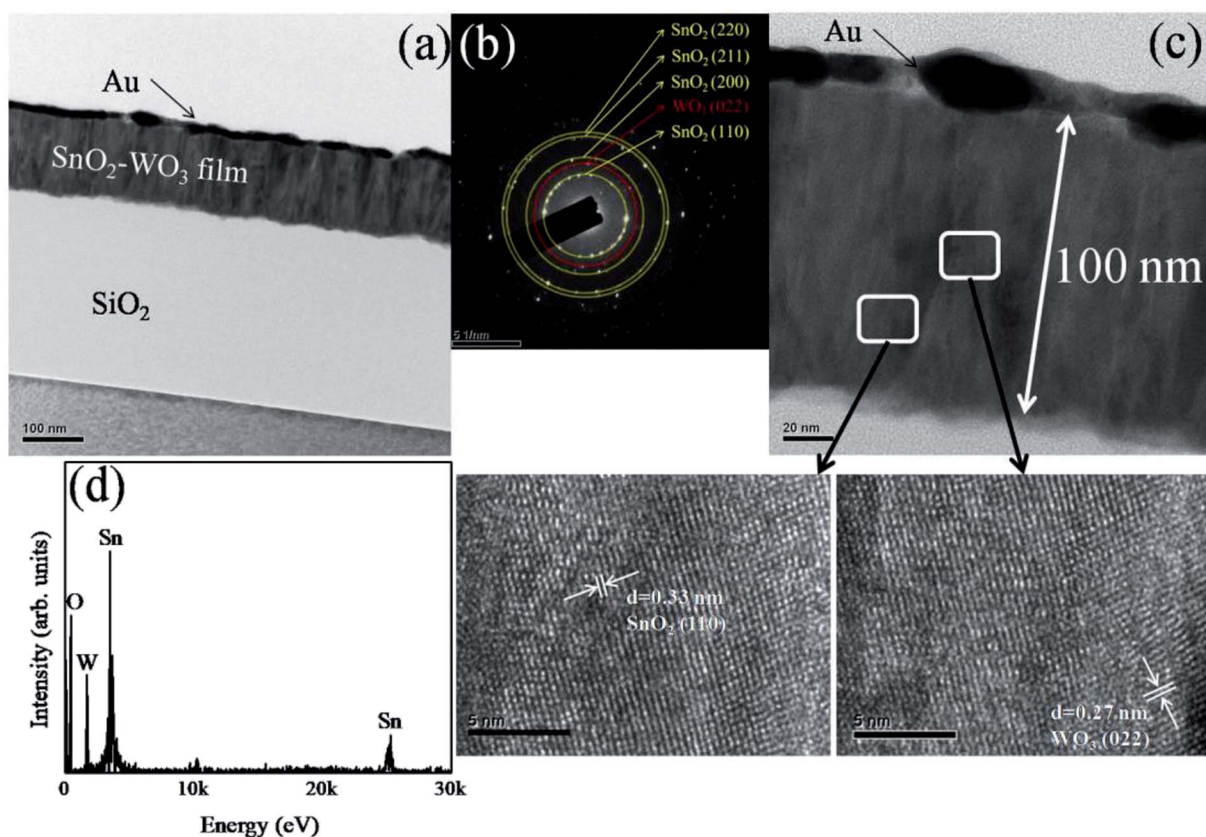 (a)
Au
SnO₂-WO₃ film
SiO₂
100 nm
(b)
SnO₂ (220)
SnO₂ (211)
SnO₂ (200)
WO₃ (022)
SnO₂ (110)
5 1/nm
(c)
Au
100 nm
20 nm
(d)
Sn
O
W
Sn
Intensity (arb. units)
0 10k 20k 30k
Energy (eV)
d=0.33 nm
SnO₂ (110)
5 nm
d=0.27 nm
WO₃ (022)
5 nm